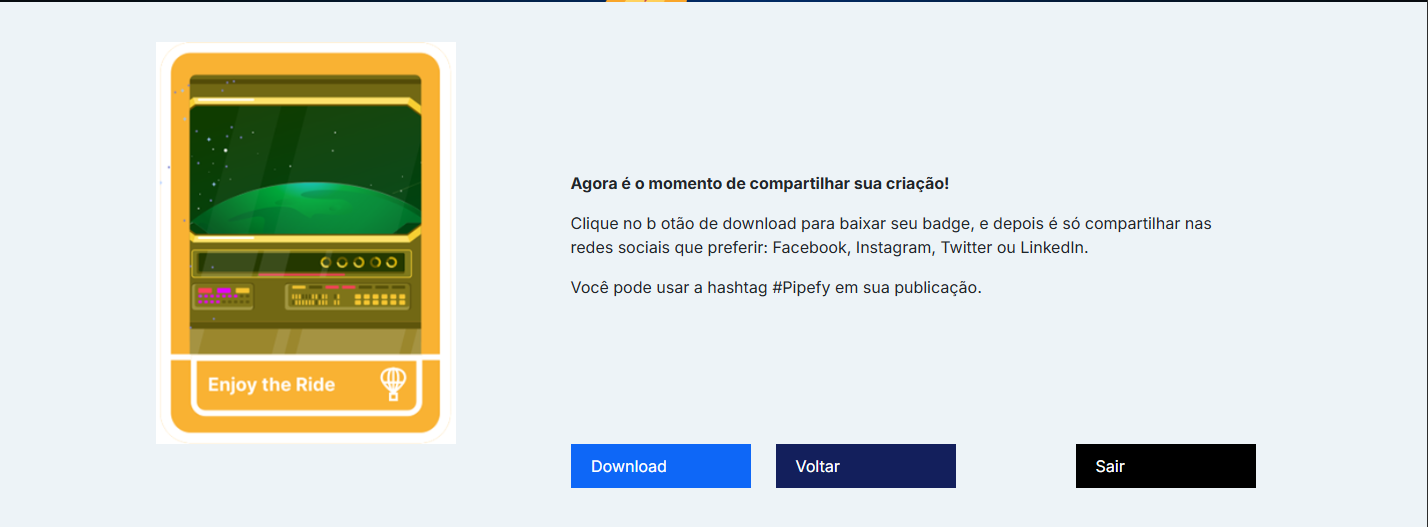 Enjoy the Ride
Agora é o momento de compartilhar sua criação!
Clique no b otão de download para baixar seu badge, e depois é só compartilhar nas
redes sociais que preferir: Facebook, Instagram, Twitter ou LinkedIn.
Você pode usar a hashtag #Pipefy em sua publicação.
Download
Voltar
Sair